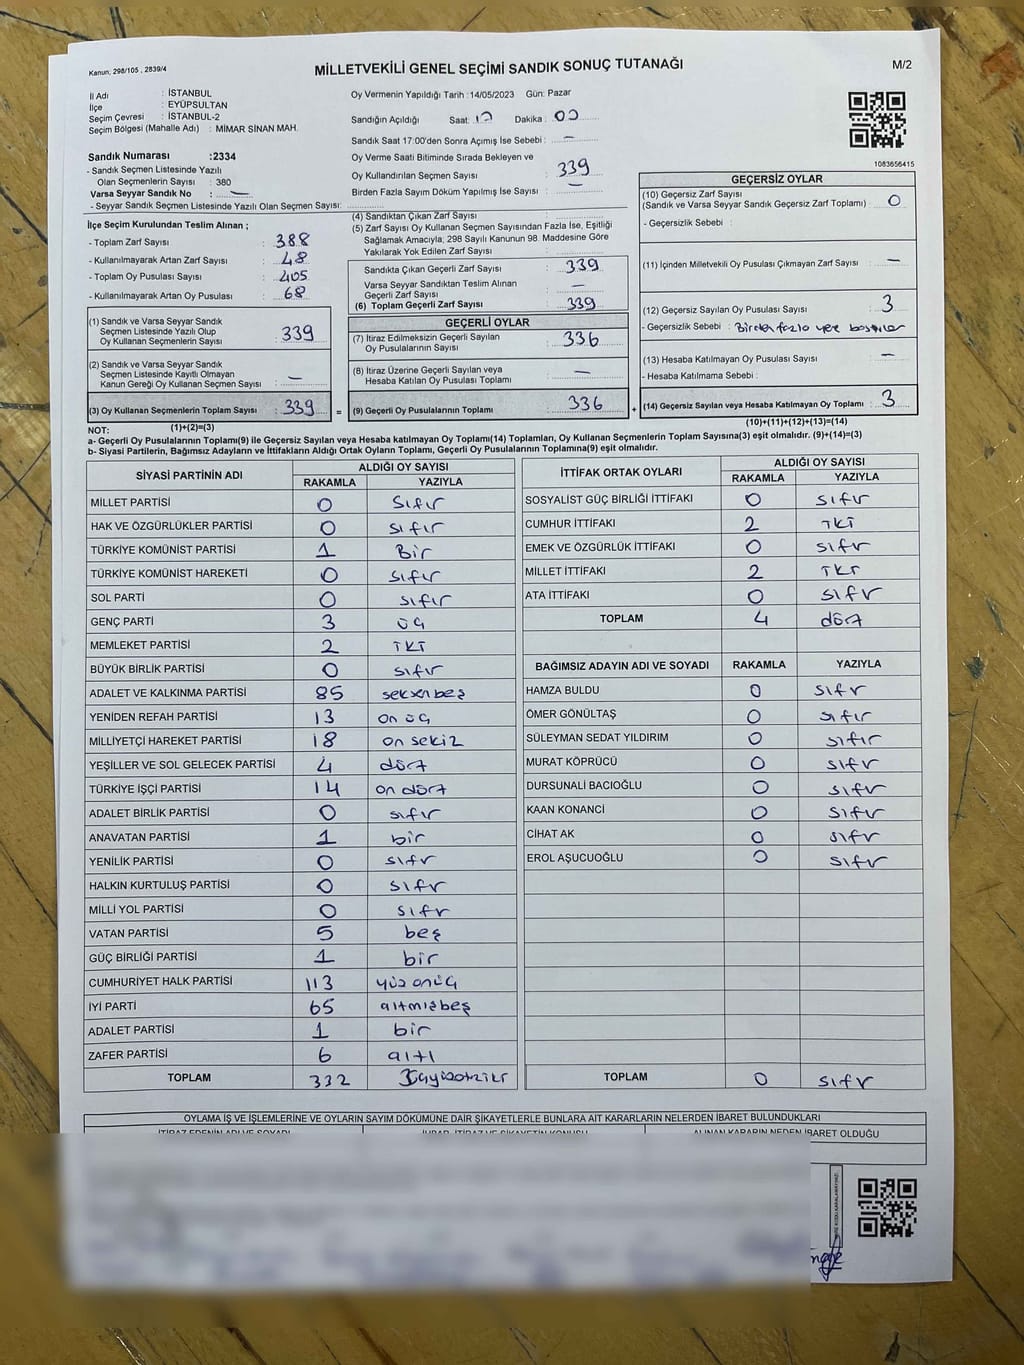 Kanun; 298/105 , 2839/4
MİLLETVEKİLİ GENEL SEÇİMİ SANDIK SONUÇ TUTANAĞI
M/2
İl Adı : İSTANBUL
İlçe : EYÜPSULTAN
Seçim Çevresi : İSTANBUL-2
Seçim Bölgesi (Mahalle Adı) : MİMAR SİNAN MAH.
Sandık Numarası :2334
- Sandık Seçmen Listesinde Yazılı
Olan Seçmenlerin Sayısı : 380
Varsa Seyyar Sandık No : —
- Seyyar Sandık Seçmen Listesinde Yazılı Olan Seçmen Sayısı:
Oy Vermenin Yapıldığı Tarih :14/05/2023 Gün: Pazar
Sandığın Açıldığı Saat: Dakika : 00
Sandık Saat 17:00'den Sonra Açımış İse Sebebi : —
Oy Verme Saati Bitiminde Sırada Bekleyen ve
Oy Kullandırılan Seçmen Sayısı : 339
Birden Fazla Sayım Döküm Yapılmış İse Sayısı : —
1083656415
İlçe Seçim Kurulundan Teslim Alınan ;
- Toplam Zarf Sayısı : 388
- Kullanılmayarak Artan Zarf Sayısı : 48
- Toplam Oy Pusulası Sayısı : 405
- Kullanılmayarak Artan Oy Pusulası : 68
(1) Sandık ve Varsa Seyyar Sandık
Seçmen Listesinde Yazılı Olup
Oy Kullanan Seçmenlerin Sayısı : 339
(2) Sandık ve Varsa Seyyar Sandık
Seçmen Listesinde Kayıtlı Olmayan
Kanun Gereği Oy Kullanan Seçmen Sayısı : —
(3) Oy Kullanan Seçmenlerin Toplam Sayısı : 339 =
(4) Sandıktan Çıkan Zarf Sayısı :
(5) Zarf Sayısı Oy Kullanan Seçmen Sayısından Fazla İse, Eşitliği
Sağlamak Amacıyla; 298 Sayılı Kanunun 98. Maddesine Göre
Yakılarak Yok Edilen Zarf Sayısı :
Sandıkta Çıkan Geçerli Zarf Sayısı : 339
Varsa Seyyar Sandıktan Teslim Alınan
Geçerli Zarf Sayısı : —
(6) Toplam Geçerli Zarf Sayısı : 339
GEÇERLİ OYLAR
(7) İtiraz Edilmeksizin Geçerli Sayılan
Oy Pusulalarının Sayısı : 336
(8) İtiraz Üzerine Geçerli Sayılan veya
Hesaba Katılan Oy Pusulası Toplamı : —
(9) Geçerli Oy Pusulalarının Toplamı : 336 +
GEÇERSİZ OYLAR
(10) Geçersiz Zarf Sayısı
(Sandık ve Varsa Seyyar Sandık Geçersiz Zarf Toplamı) : 0
- Geçersizlik Sebebi :
(11) İçinden Milletvekili Oy Pusulası Çıkmayan Zarf Sayısı : —
(12) Geçersiz Sayılan Oy Pusulası Sayısı : 3
- Geçersizlik Sebebi : Birden fazla yere
(13) Hesaba Katılmayan Oy Pusulası Sayısı : —
- Hesaba Katılmama Sebebi :
(14) Geçersiz Sayılan veya Hesaba Katılmayan Oy Toplamı : 3
NOT: (1)+(2)=(3) (10)+(11)+(12)+(13)=(14)
a- Geçerli Oy Pusulalarının Toplamı(9) ile Geçersiz Sayılan veya Hesaba katılmayan Oy Toplamı(14) Toplamları, Oy Kullanan Seçmenlerin Toplam Sayısına(3) eşit olmalıdır. (9)+(14)=(3)
b- Siyasi Partilerin, Bağımsız Adayların ve İttifakların Aldığı Ortak Oyların Toplamı, Geçerli Oy Pusulalarının Toplamına(9) eşit olmalıdır.
SİYASİ PARTİNİN ADI ALDIĞI OY SAYISI
RAKAMLA YAZIYLA
MİLLET PARTİSİ 0 Sıfır
HAK VE ÖZGÜRLÜKLER PARTİSİ 0 sıfır
TÜRKİYE KOMÜNİST PARTİSİ 1 Bir
TÜRKİYE KOMÜNİST HAREKETİ 0 sıfır
SOL PARTİ 0 sıfır
GENÇ PARTİ 3 üç
MEMLEKET PARTİSİ 2 İKİ
BÜYÜK BİRLİK PARTİSİ 0 sıfır
ADALET VE KALKINMA PARTİSİ 85 seksenbeş
YENİDEN REFAH PARTİSİ 13 on üç
MİLLİYETÇİ HAREKET PARTİSİ 18 on sekiz
YEŞİLLER VE SOL GELECEK PARTİSİ 4 dört
TÜRKİYE İŞÇİ PARTİSİ 14 on dört
ADALET BİRLİK PARTİSİ 0 sıfır
ANAVATAN PARTİSİ 1 bir
YENİLİK PARTİSİ 0 sıfır
HALKIN KURTULUŞ PARTİSİ 0 sıfır
MİLLİ YOL PARTİSİ 0 sıfır
VATAN PARTİSİ 5 beş
GÜÇ BİRLİĞİ PARTİSİ 1 bir
CUMHURİYET HALK PARTİSİ 113 yüz onüç
İYİ PARTİ 65 altmışbeş
ADALET PARTİSİ 1 bir
ZAFER PARTİSİ 6 altı
TOPLAM 332
İTTİFAK ORTAK OYLARI ALDIĞI OY SAYISI
RAKAMLA YAZIYLA
SOSYALİST GÜÇ BİRLİĞİ İTTİFAKI 0 sıfır
CUMHUR İTTİFAKI 2 İKİ
EMEK VE ÖZGÜRLÜK İTTİFAKI 0 sıfır
MİLLET İTTİFAKI 2 İKİ
ATA İTTİFAKI 0 sıfır
TOPLAM 4 dört
BAĞIMSIZ ADAYIN ADI VE SOYADI RAKAMLA YAZIYLA
HAMZA BULDU 0 sıfır
ÖMER GÖNÜLTAŞ 0 sıfır
SÜLEYMAN SEDAT YILDIRIM 0 sıfır
MURAT KÖPRÜCÜ 0 sıfır
DURSUNALİ BACIOĞLU 0 sıfır
KAAN KONANCİ 0 sıfır
CİHAT AK 0 sıfır
EROL AŞUCUOĞLU 0 sıfır
TOPLAM 0 sıfır
OYLAMA İŞ VE İŞLEMLERİNE VE OYLARIN SAYIM DÖKÜMÜNE DAİR ŞİKAYETLERLE BUNLARA AİT KARARLARIN NELERDEN İBARET BULUNDUKLARI
İTİRAZ EDENİN ADI VE SOYADI ALINAN KARARIN NEDEN İBARET OLDUĞU